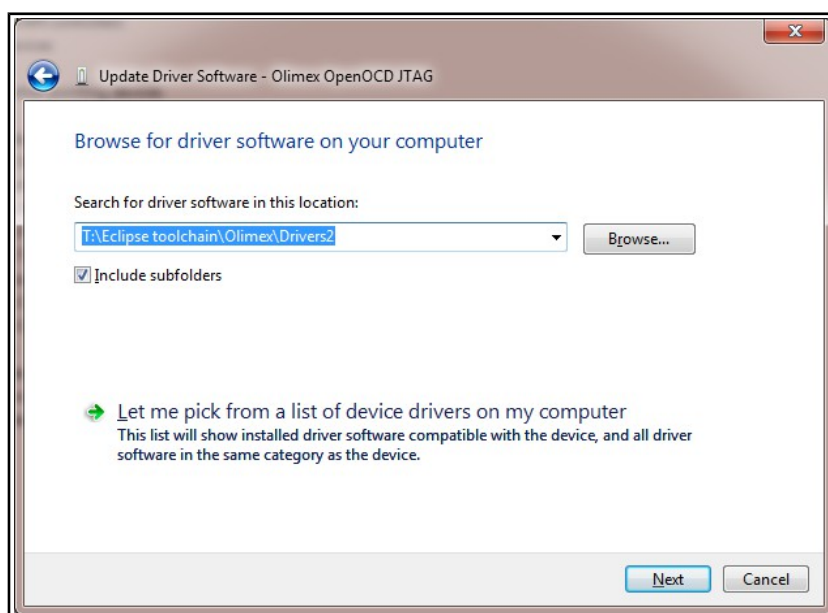 Update Driver Software - Olimex OpenOCD JTAG
Browse for driver software on your computer
Search for driver software in this location:
T:\Eclipse toolchain\Olimex\Drivers2
Browse...
Include subfolders
Let me pick from a list of device drivers on my computer
This list will show installed driver software compatible with the device, and all driver
software in the same category as the device.
Next
Cancel